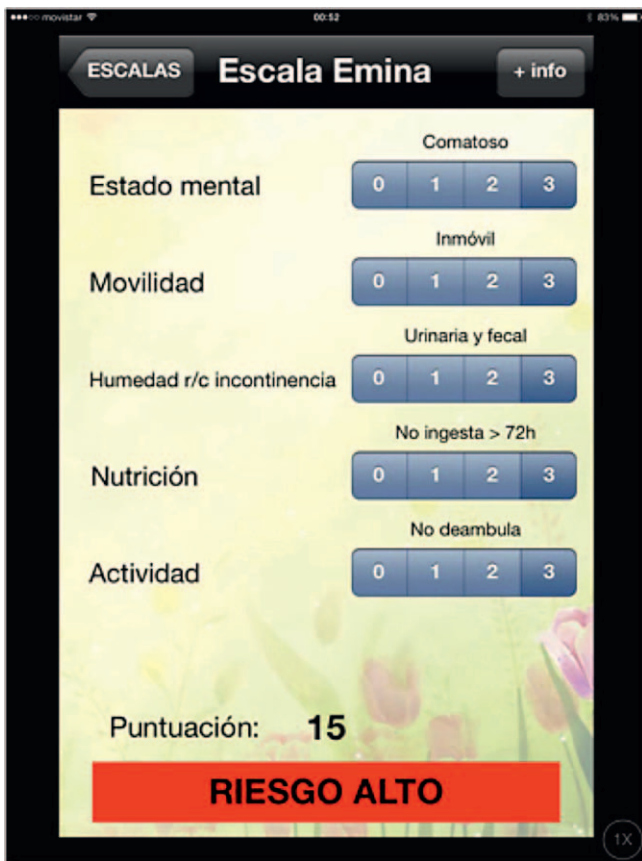 movistar 00:52 83%
ESCALAS Escala Emina + info
Comatoso
Estado mental 0 1 2 3
Inmóvil
Movilidad 0 1 2 3
Urinaria y fecal
Humedad r/c incontinencia 0 1 2 3
No ingesta > 72h
Nutrición 0 1 2 3
No deambula
Actividad 0 1 2 3
Puntuación: 15
RIESGO ALTO
1X